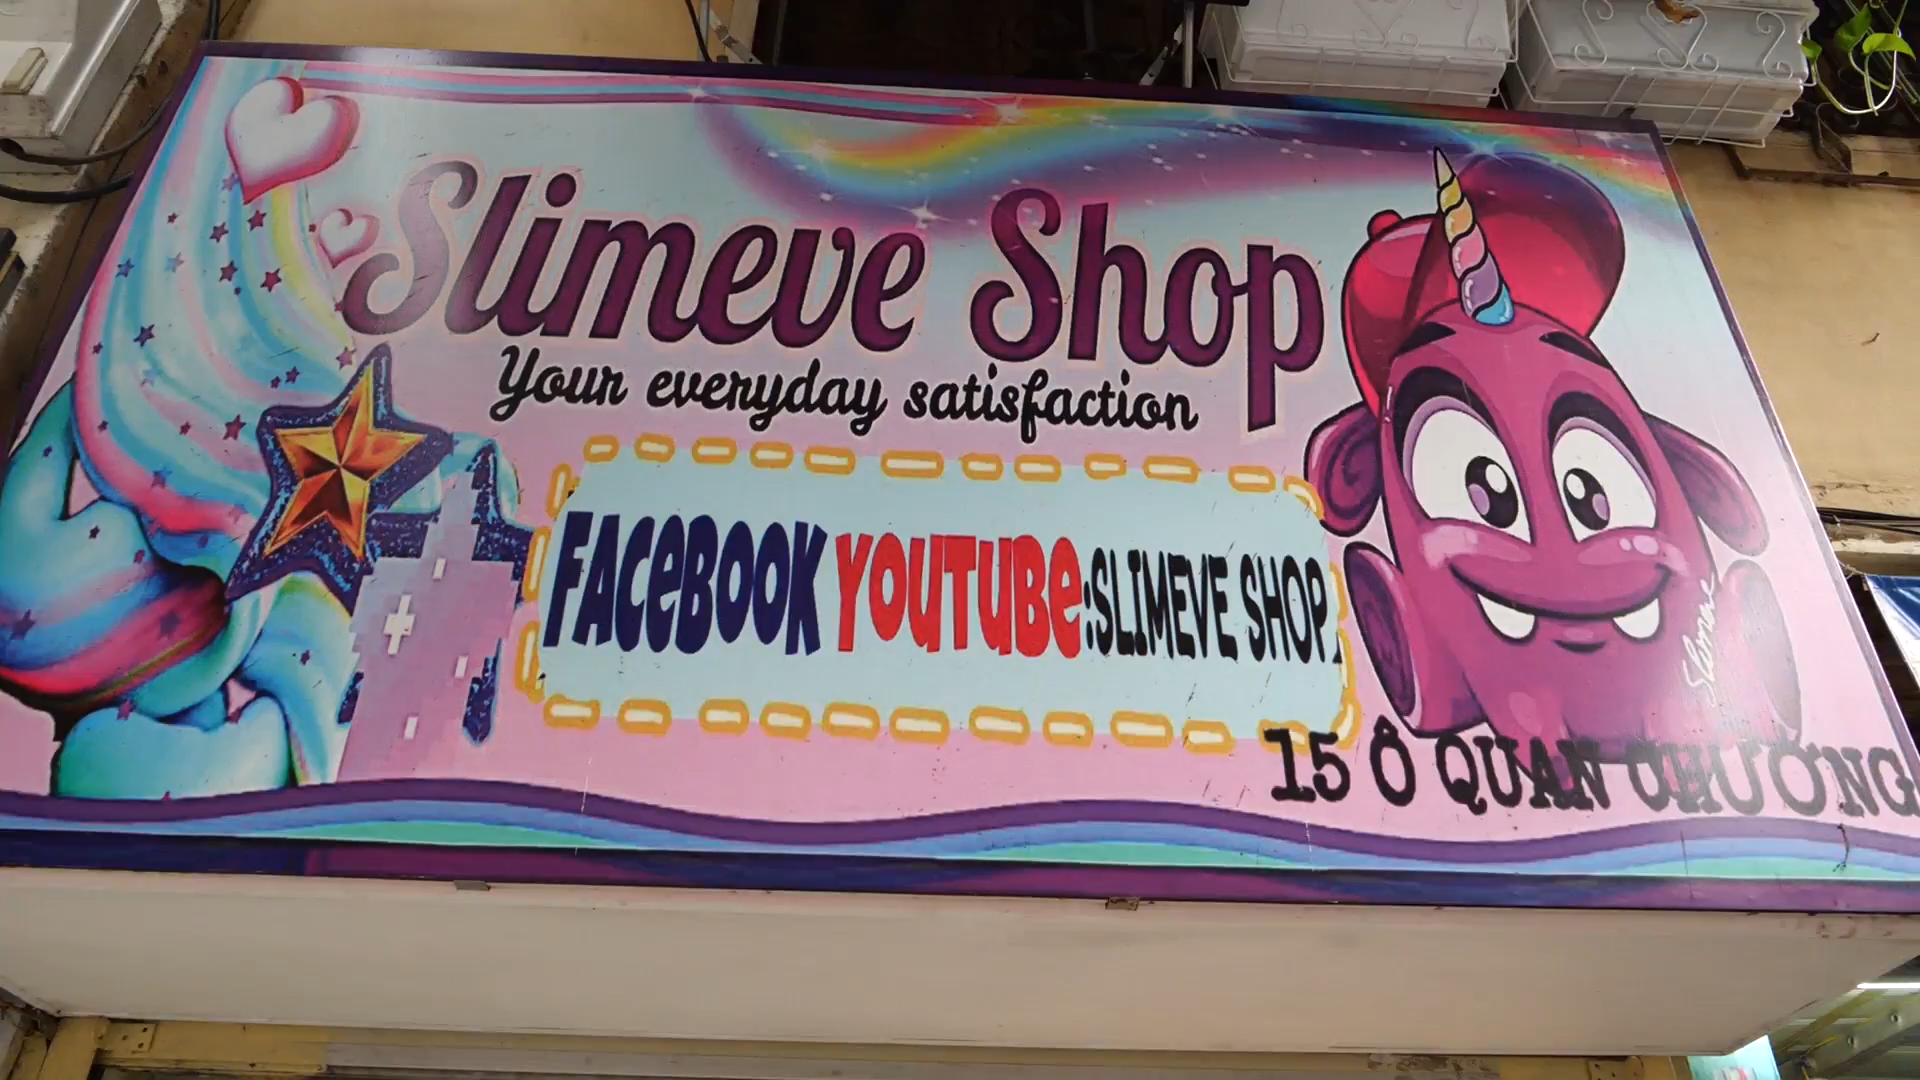 Slimeve Shop
Your everyday satisfaction
FACEBOOK YOUTUBE:SLIMEVE SHOP
15 Ô QUAN CHƯỞNG